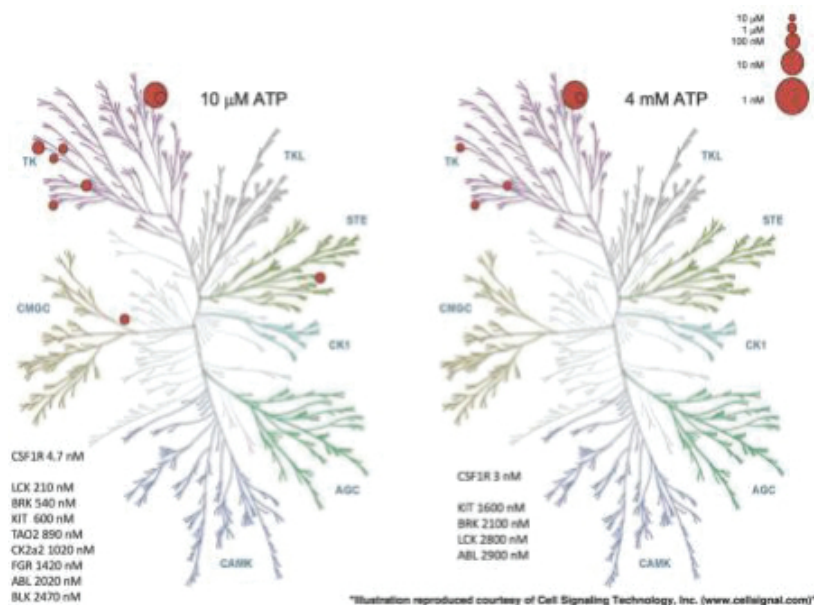 10 µM
1 µM
100 nM
10 nM
1 nM
10 µM ATP
TK
TKL
STE
CMGC
CK1
AGC
CAMK
CSF1R 4.7 nM
LCK 210 nM
BRK 540 nM
KIT 600 nM
TAO2 890 nM
CK2a2 1020 nM
FGR 1420 nM
ABL 2020 nM
BLK 2470 nM
4 mM ATP
TK
TKL
STE
CMGC
CK1
AGC
CAMK
CSF1R 3 nM
KIT 1600 nM
BRK 2100 nM
LCK 2800 nM
ABL 2900 nM
"Illustration reproduced courtesy of Cell Signaling Technology, Inc. (www.cellsignal.com)"